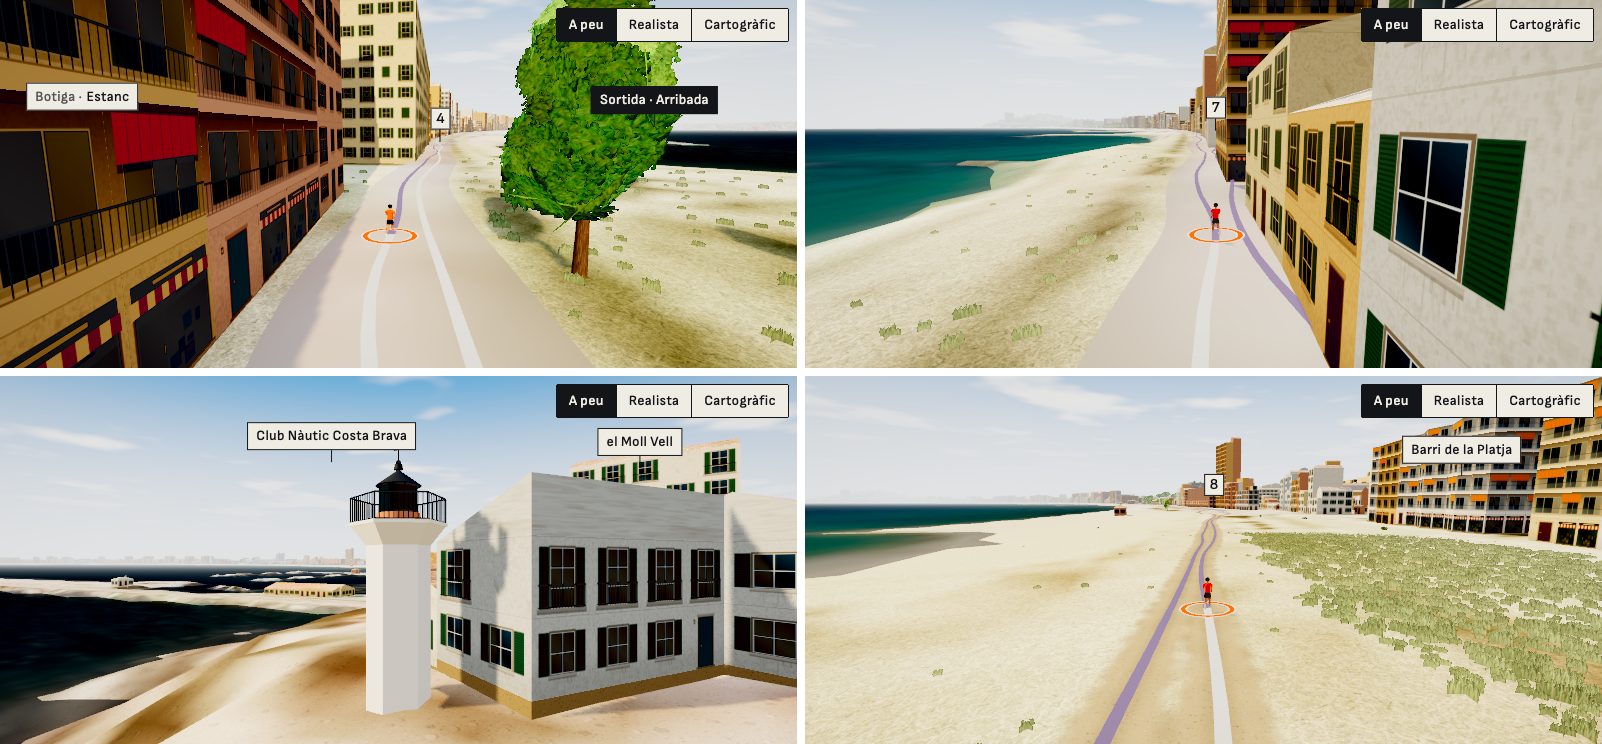 A peu Realista Cartogràfic
Botiga · Estanc
Sortida · Arribada
4
A peu Realista Cartogràfic
7
A peu Realista Cartogràfic
Club Nàutic Costa Brava
el Moll Vell
A peu Realista Cartogràfic
Barri de la Platja
8